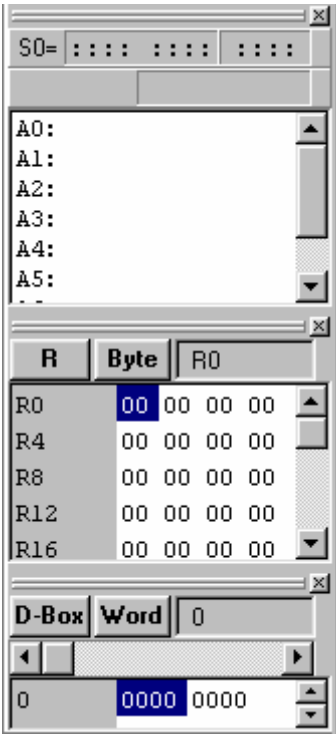 S0= :::: :::: ::::
A0:
A1:
A2:
A3:
A4:
A5:
R Byte R0
R0 00 00 00 00
R4 00 00 00 00
R8 00 00 00 00
R12 00 00 00 00
R16 00 00 00 00
D-Box Word 0
0 0000 0000